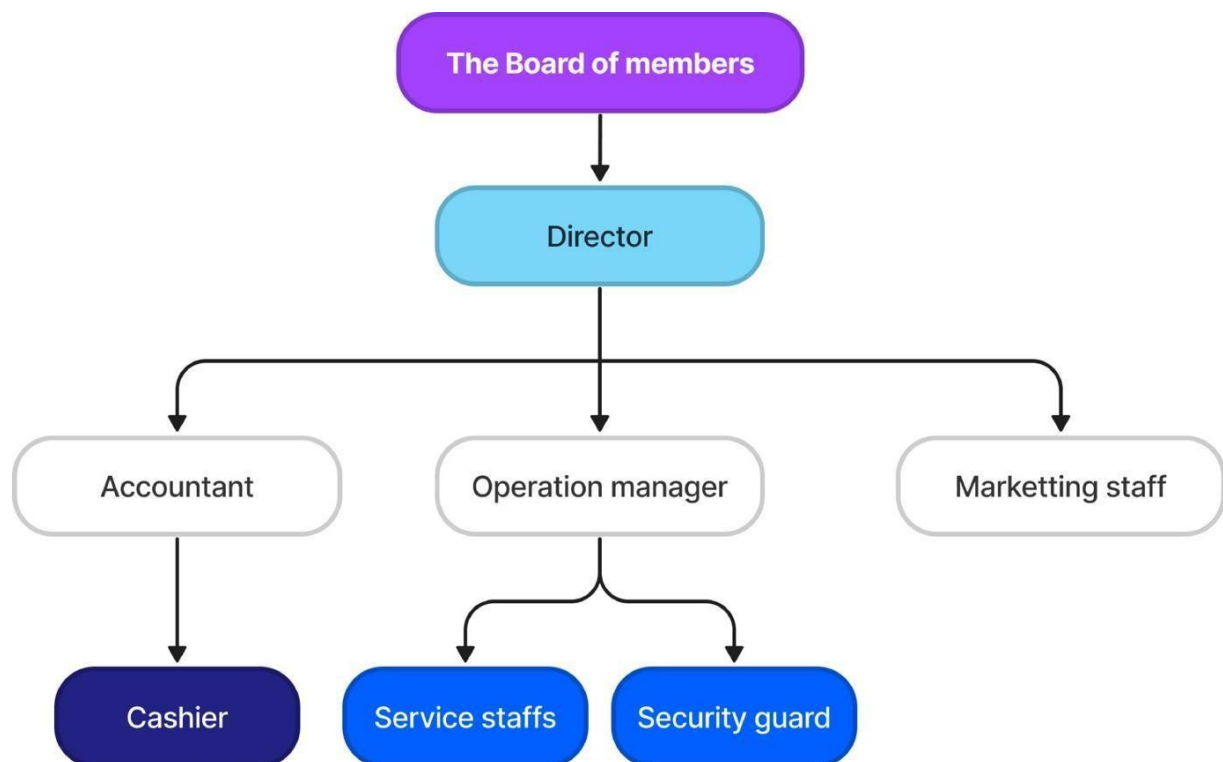 The Board of members
Director
Accountant
Operation manager
Marketting staff
Cashier
Service staffs
Security guard